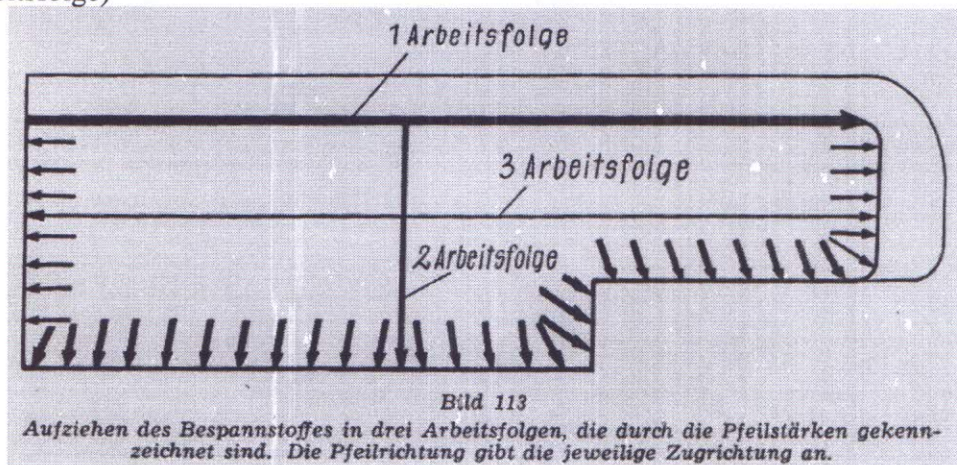 1 Arbeitsfolge
3 Arbeitsfolge
2 Arbeitsfolge
Bild 113
Aufziehen des Bespannstoffes in drei Arbeitsfolgen, die durch die Pfeilstärken gekenn-
zeichnet sind. Die Pfeilrichtung gibt die jeweilige Zugrichtung an.